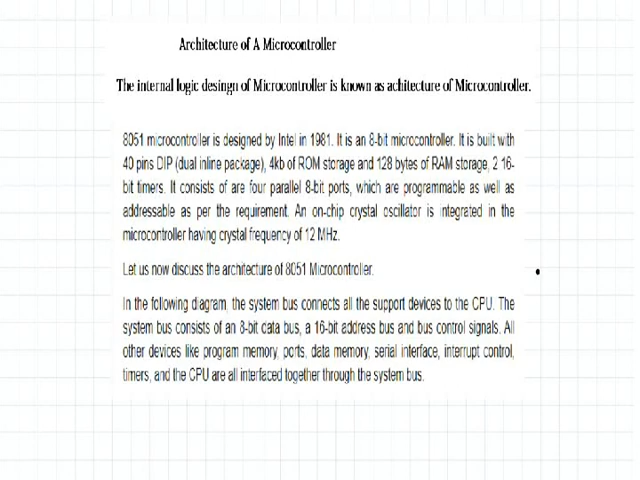 Architecture of A Microcontroller
The internal logic desingn of Microcontroller is known as achitecture of Microcontroller.
8051 microcontroller is designed by Intel in 1981. It is an 8-bit microcontroller. It is built with
40 pins DIP (dual inline package), 4kb of ROM storage and 128 bytes of RAM storage, 2 16-
bit timers. It consists of are four parallel 8-bit ports, which are programmable as well as
addressable as per the requirement. An on-chip crystal oscillator is integrated in the
microcontroller having crystal frequency of 12 MHz.
Let us now discuss the architecture of 8051 Microcontroller.
In the following diagram, the system bus connects all the support devices to the CPU. The
system bus consists of an 8-bit data bus, a 16-bit address bus and bus control signals. All
other devices like program memory, ports, data memory, serial interface, interrupt control,
timers, and the CPU are all interfaced together through the system bus.